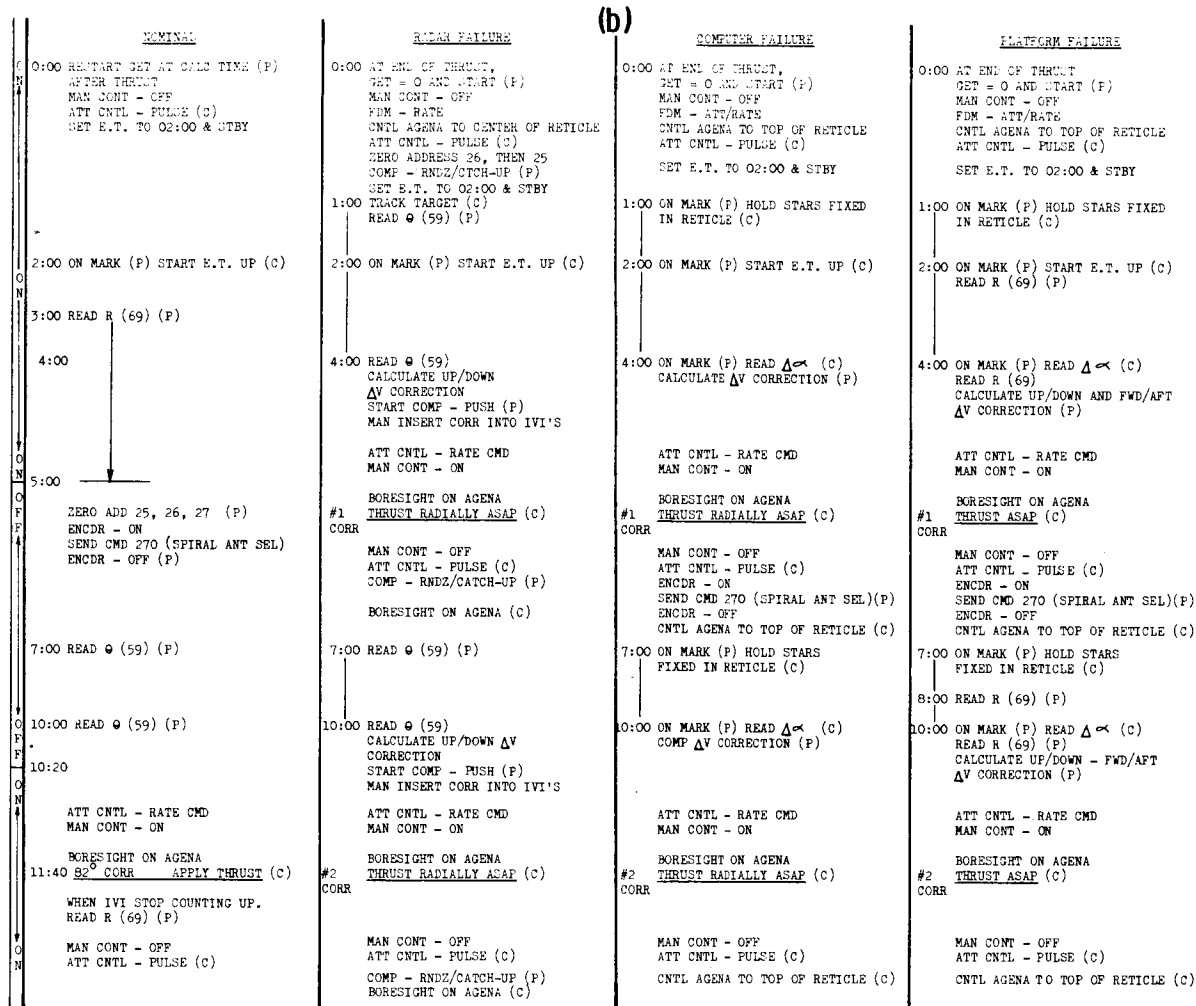 (b)
NOMINAL
0:00 RESTART GET AT CALC TIME (P)
AFTER THRUST
MAN CONT - OFF
ATT CNTL - PULSE (C)
SET E.T. TO 02:00 & STBY
2:00 ON MARK (P) START E.T. UP (C)
3:00 READ R (69) (P)
4:00
5:00
ZERO ADD 25, 26, 27 (P)
ENCDR - ON
SEND CMD 270 (SPIRAL ANT SEL)
ENCDR - OFF (P)
7:00 READ θ (59) (P)
10:00 READ θ (59) (P)
10:20
ATT CNTL - RATE CMD
MAN CONT - ON
BORESIGHT ON AGENA
11:40 82° CORR APPLY THRUST (C)
WHEN IVI STOP COUNTING UP.
READ R (69) (P)
MAN CONT - OFF
ATT CNTL - PULSE (C)
ON
ON
ON
OFF
OFF
ON
ON
RADAR FAILURE
0:00 AT END OF THRUST,
GET = 0 AND START (P)
MAN CONT - OFF
FDM - RATE
CNTL AGENA TO CENTER OF RETICLE
ATT CNTL - PULSE (C)
ZERO ADDRESS 26, THEN 25
COMP - RNDZ/CTCH-UP (P)
SET E.T. TO 02:00 & STBY
1:00 TRACK TARGET (C)
READ θ (59) (P)
2:00 ON MARK (P) START E.T. UP (C)
4:00 READ θ (59)
CALCULATE UP/DOWN
ΔV CORRECTION
START COMP - PUSH (P)
MAN INSERT CORR INTO IVI'S
ATT CNTL - RATE CMD
MAN CONT - ON
BORESIGHT ON AGENA
#1 THRUST RADIALLY ASAP (C)
CORR
MAN CONT - OFF
ATT CNTL - PULSE (C)
COMP - RNDZ/CATCH-UP (P)
BORESIGHT ON AGENA (C)
7:00 READ θ (59) (P)
10:00 READ θ (59)
CALCULATE UP/DOWN ΔV
CORRECTION
START COMP - PUSH (P)
MAN INSERT CORR INTO IVI'S
ATT CNTL - RATE CMD
MAN CONT - ON
BORESIGHT ON AGENA
#2 THRUST RADIALLY ASAP (C)
CORR
MAN CONT - OFF
ATT CNTL - PULSE (C)
COMP - RNDZ/CATCH-UP (P)
BORESIGHT ON AGENA (C)
COMPUTER FAILURE
0:00 AT END OF THRUST,
GET = 0 AND START (P)
MAN CONT - OFF
FDM - ATT/RATE
CNTL AGENA TO TOP OF RETICLE
ATT CNTL - PULSE (C)
SET E.T. TO 02:00 & STBY
1:00 ON MARK (P) HOLD STARS FIXED
IN RETICLE (C)
2:00 ON MARK (P) START E.T. UP (C)
4:00 ON MARK (P) READ Δ∝ (C)
CALCULATE ΔV CORRECTION (P)
ATT CNTL - RATE CMD
MAN CONT - ON
BORESIGHT ON AGENA
#1 THRUST RADIALLY ASAP (C)
CORR
MAN CONT - OFF
ATT CNTL - PULSE (C)
ENCDR - ON
SEND CMD 270 (SPIRAL ANT SEL)(P)
ENCDR - OFF
CNTL AGENA TO TOP OF RETICLE (C)
7:00 ON MARK (P) HOLD STARS
FIXED IN RETICLE (C)
10:00 ON MARK (P) READ Δ∝ (C)
COMP ΔV CORRECTION (P)
ATT CNTL - RATE CMD
MAN CONT - ON
BORESIGHT ON AGENA
#2 THRUST RADIALLY ASAP (C)
CORR
MAN CONT - OFF
ATT CNTL - PULSE (C)
CNTL AGENA TO TOP OF RETICLE (C)
PLATFORM FAILURE
0:00 AT END OF THRUST
GET = 0 AND START (P)
MAN CONT - OFF
FDM - ATT/RATE
CNTL AGENA TO TOP OF RETICLE
ATT CNTL - PULSE (C)
SET E.T. TO 02:00 & STBY
1:00 ON MARK (P) HOLD STARS FIXED
IN RETICLE (C)
2:00 ON MARK (P) START E.T. UP (C)
READ R (69) (P)
4:00 ON MARK (P) READ Δ∝ (C)
READ R (69)
CALCULATE UP/DOWN AND FWD/AFT
ΔV CORRECTION (P)
ATT CNTL - RATE CMD
MAN CONT - ON
BORESIGHT ON AGENA
#1 THRUST ASAP (C)
CORR
MAN CONT - OFF
ATT CNTL - PULSE (C)
ENCDR - ON
SEND CMD 270 (SPIRAL ANT SEL)(P)
ENCDR - OFF
CNTL AGENA TO TOP OF RETICLE (C)
7:00 ON MARK (P) HOLD STARS
FIXED IN RETICLE (C)
8:00 READ R (69) (P)
10:00 ON MARK (P) READ Δ∝ (C)
READ R (69) (P)
CALCULATE UP/DOWN - FWD/AFT
ΔV CORRECTION (P)
ATT CNTL - RATE CMD
MAN CONT - ON
BORESIGHT ON AGENA
#2 THRUST ASAP (C)
CORR
MAN CONT - OFF
ATT CNTL - PULSE (C)
CNTL AGENA TO TOP OF RETICLE (C)